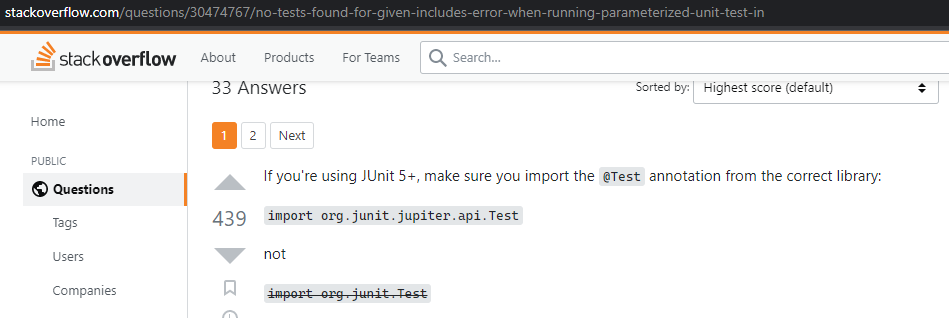 stackoverflow.com/questions/30474767/no-tests-found-for-given-includes-error-when-running-parameterized-unit-test-in
stackoverflow About Products For Teams Search...
33 Answers Sorted by: Highest score (default)
Home
1 2 Next
PUBLIC
If you're using JUnit 5+, make sure you import the @Test annotation from the correct library:
Questions
439 import org.junit.jupiter.api.Test
Tags
not
Users
Companies
import org.junit.Test